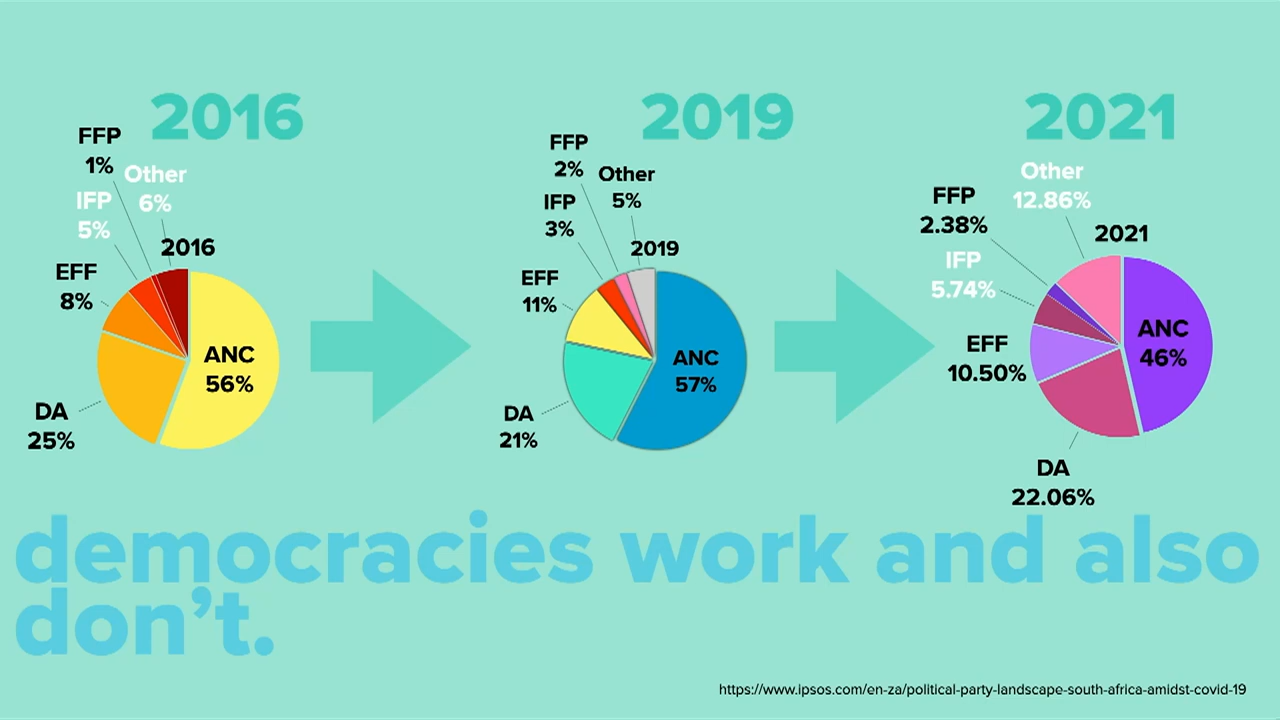 2016
FFP
1%
Other
6%
IFP
5%
2016
EFF
8%
ANC
56%
DA
25%
2019
FFP
2%
Other
5%
IFP
3%
2019
EFF
11%
ANC
57%
DA
21%
2021
Other
12.86%
FFP
2.38%
2021
IFP
5.74%
ANC
46%
EFF
10.50%
DA
22.06%
democracies work and also
don't.
https://www.ipsos.com/en-za/political-party-landscape-south-africa-amidst-covid-19